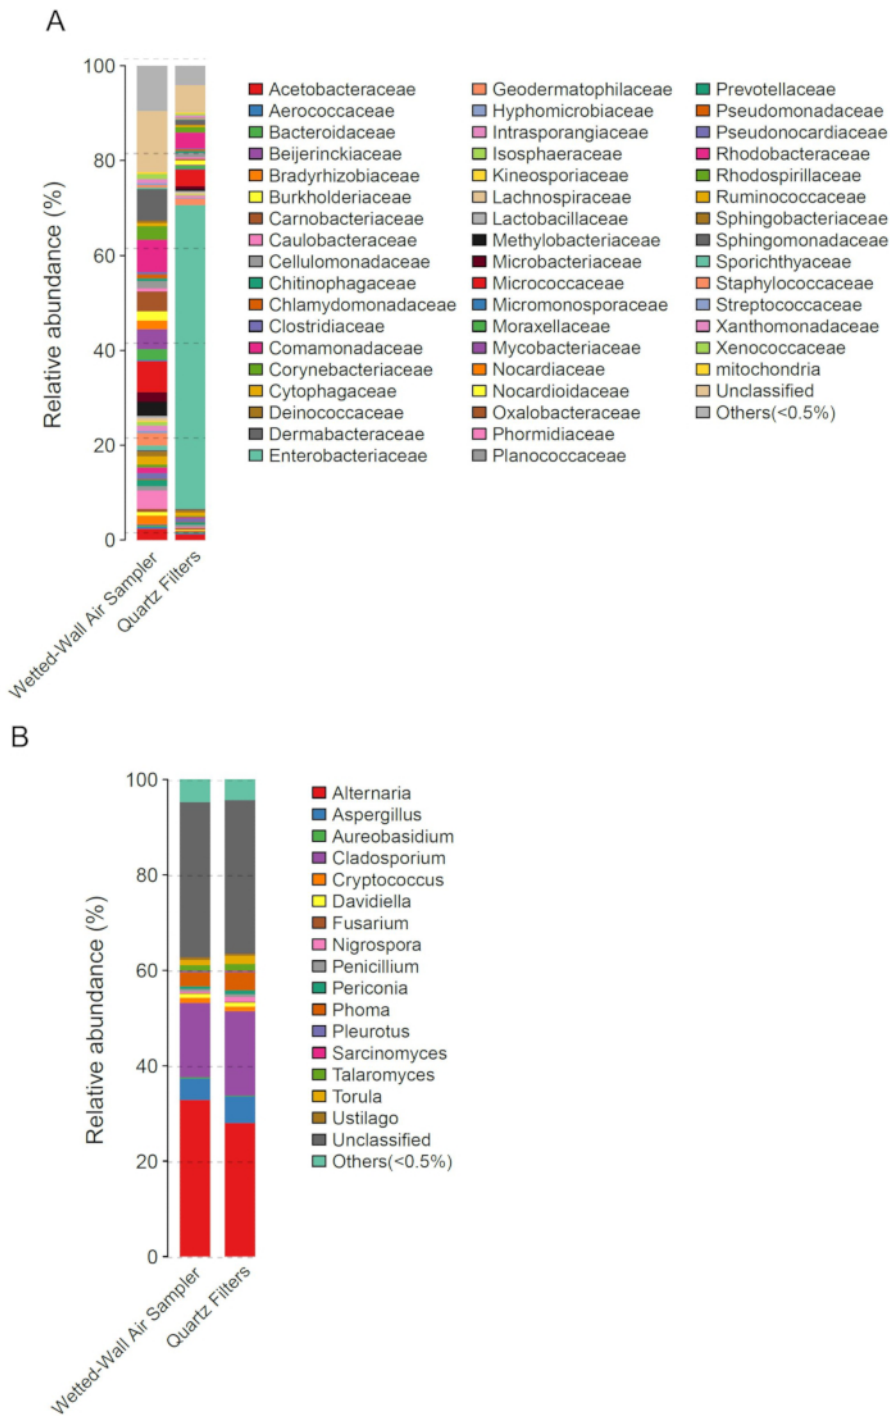 A
100
80
60
40
20
0
Relative abundance (%)
Wetted-Wall Air Sampler
Quartz Filters
Acetobacteraceae
Aerococcaceae
Bacteroidaceae
Beijerinckiaceae
Bradyrhizobiaceae
Burkholderiaceae
Carnobacteriaceae
Caulobacteraceae
Cellulomonadaceae
Chitinophagaceae
Chlamydomonadaceae
Clostridiaceae
Comamonadaceae
Corynebacteriaceae
Cytophagaceae
Deinococcaceae
Dermabacteraceae
Enterobacteriaceae
Geodermatophilaceae
Hyphomicrobiaceae
Intrasporangiaceae
Isosphaeraceae
Kineosporiaceae
Lachnospiraceae
Lactobacillaceae
Methylobacteriaceae
Microbacteriaceae
Micrococcaceae
Micromonosporaceae
Moraxellaceae
Mycobacteriaceae
Nocardiaceae
Nocardioidaceae
Oxalobacteraceae
Phormidiaceae
Planococcaceae
Prevotellaceae
Pseudomonadaceae
Pseudonocardiaceae
Rhodobacteraceae
Rhodospirillaceae
Ruminococcaceae
Sphingobacteriaceae
Sphingomonadaceae
Sporichthyaceae
Staphylococcaceae
Streptococcaceae
Xanthomonadaceae
Xenococcaceae
mitochondria
Unclassified
Others(<0.5%)
B
100
80
60
40
20
0
Relative abundance (%)
Wetted-Wall Air Sampler
Quartz Filters
Alternaria
Aspergillus
Aureobasidium
Cladosporium
Cryptococcus
Davidiella
Fusarium
Nigrospora
Penicillium
Periconia
Phoma
Pleurotus
Sarcinomyces
Talaromyces
Torula
Ustilago
Unclassified
Others(<0.5%)